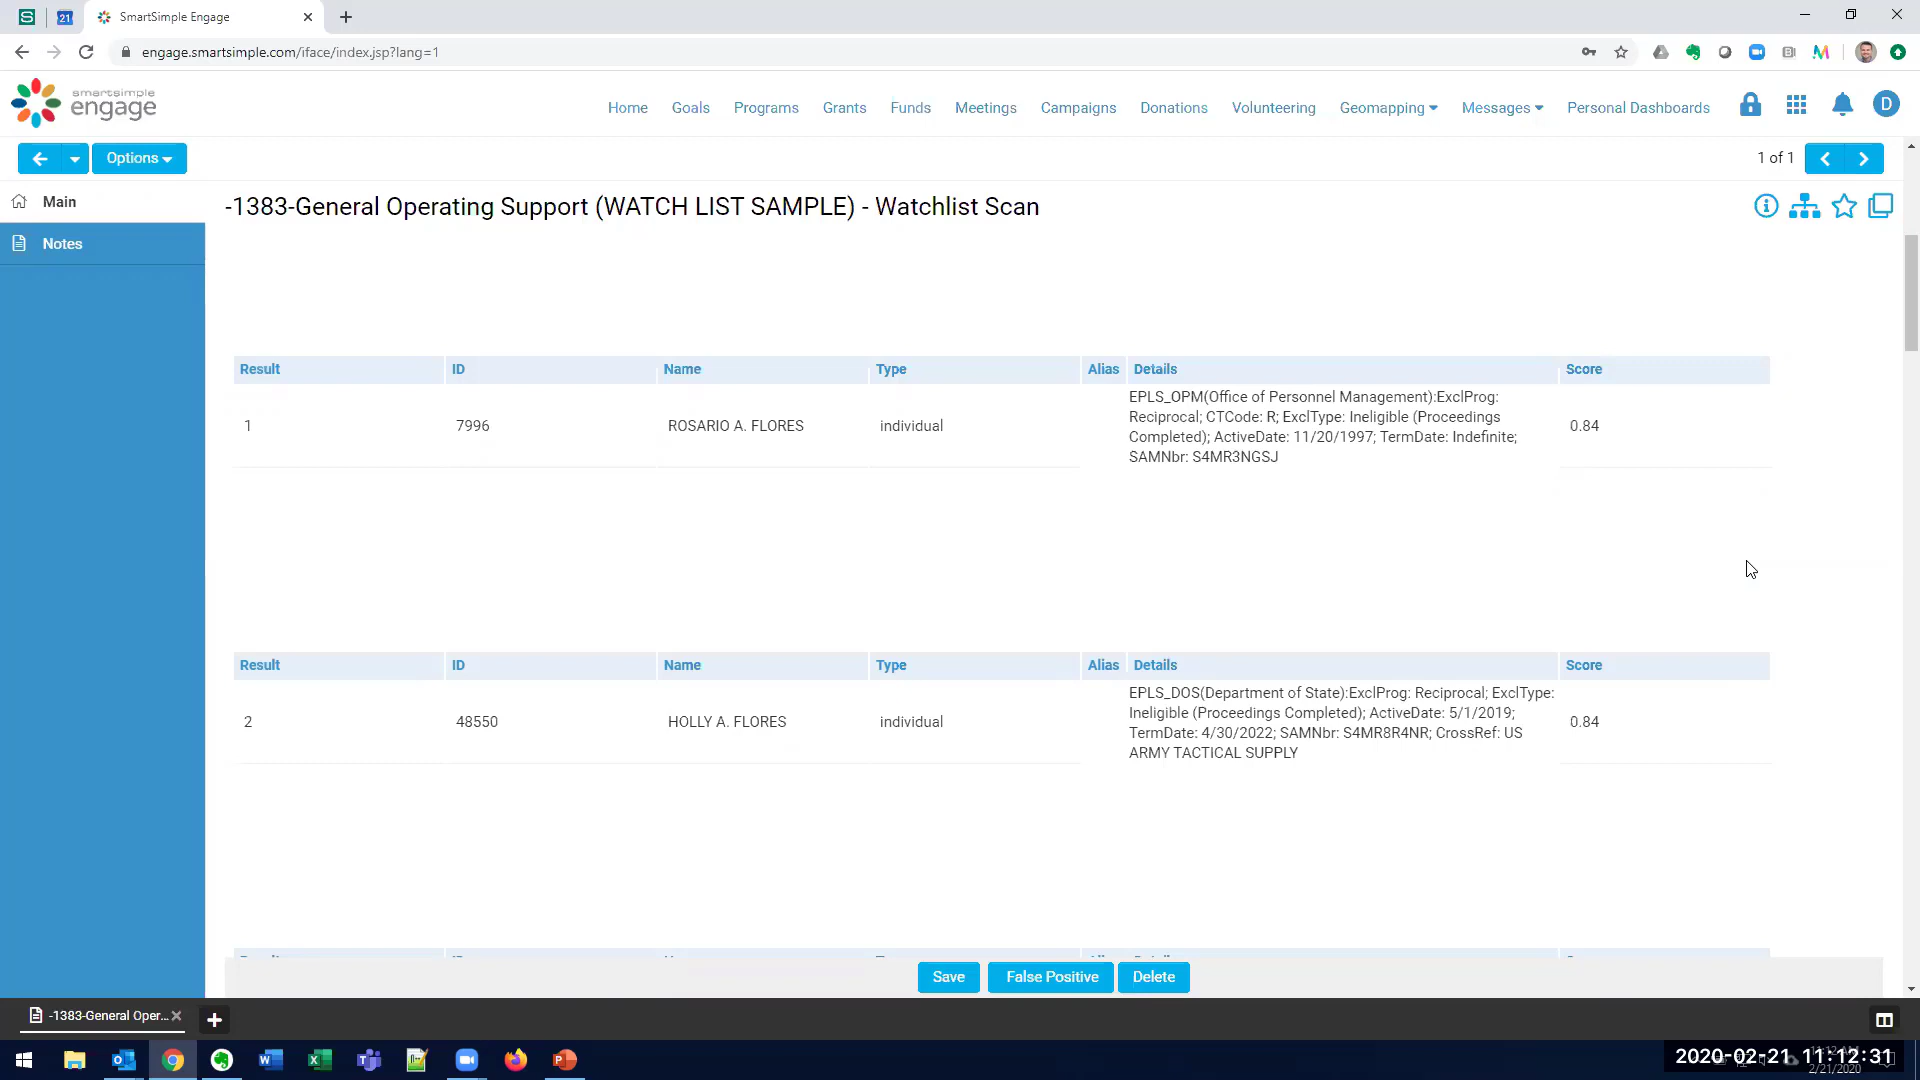 SmartSimple Engage
engage.smartsimple.com/iface/index.jsp?lang=1
smartsimple
engage
Home Goals Programs Grants Funds Meetings Campaigns Donations Volunteering Geomapping Messages Personal Dashboards D
Options 1 of 1
Main
Notes
-1383-General Operating Support (WATCH LIST SAMPLE) - Watchlist Scan
Result ID Name Type Alias Details Score
1 7996 ROSARIO A. FLORES individual 0.84
EPLS_OPM(Office of Personnel Management):ExclProg:
Reciprocal; CTCode: R; ExclType: Ineligible (Proceedings
Completed); ActiveDate: 11/20/1997; TermDate: Indefinite;
SAMNbr: S4MR3NGSJ
Result ID Name Type Alias Details Score
2 48550 HOLLY A. FLORES individual 0.84
EPLS_DOS(Department of State):ExclProg: Reciprocal; ExclType:
Ineligible (Proceedings Completed); ActiveDate: 5/1/2019;
TermDate: 4/30/2022; SAMNbr: S4MR8R4NR; CrossRef: US
ARMY TACTICAL SUPPLY
Save False Positive Delete
-1383-General Oper...
2020-02-21 11:12:31
2/21/2020